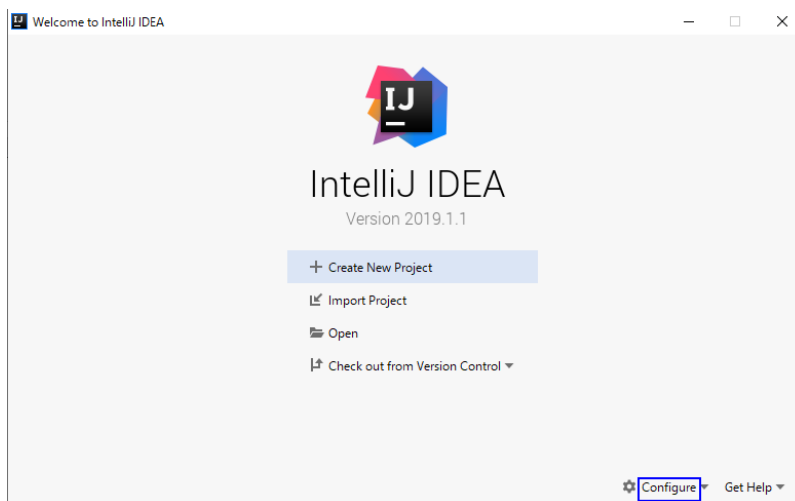 Welcome to IntelliJ IDEA
IJ
IJ
IntelliJ IDEA
Version 2019.1.1
Create New Project
Import Project
Open
Check out from Version Control
Configure Get Help